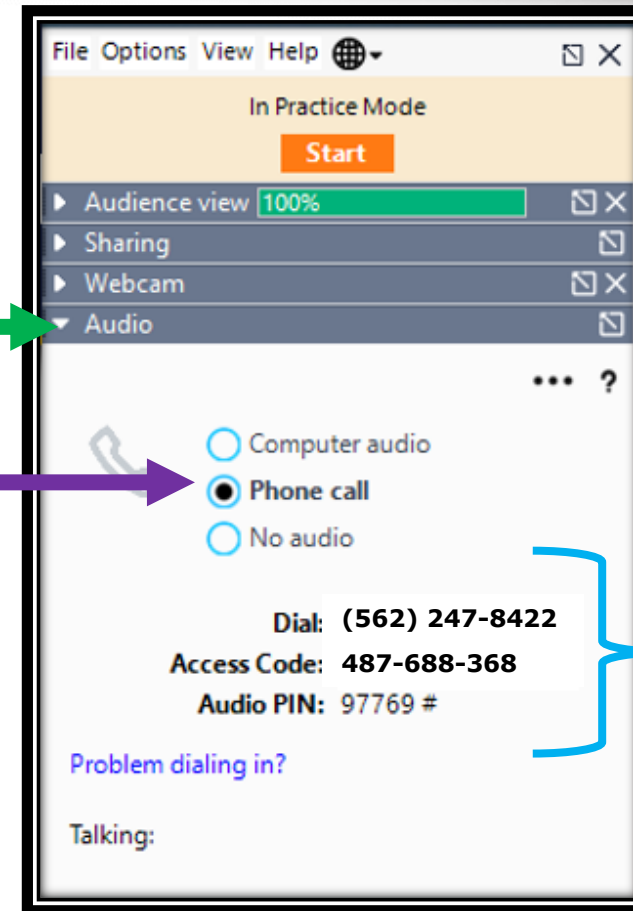 File Options View Help
In Practice Mode
Start
Audience view 100%
Sharing
Webcam
Audio
... ?
Computer audio
Phone call
No audio
Dial: (562) 247-8422
Access Code: 487-688-368
Audio PIN: 97769 #
Problem dialing in?
Talking: